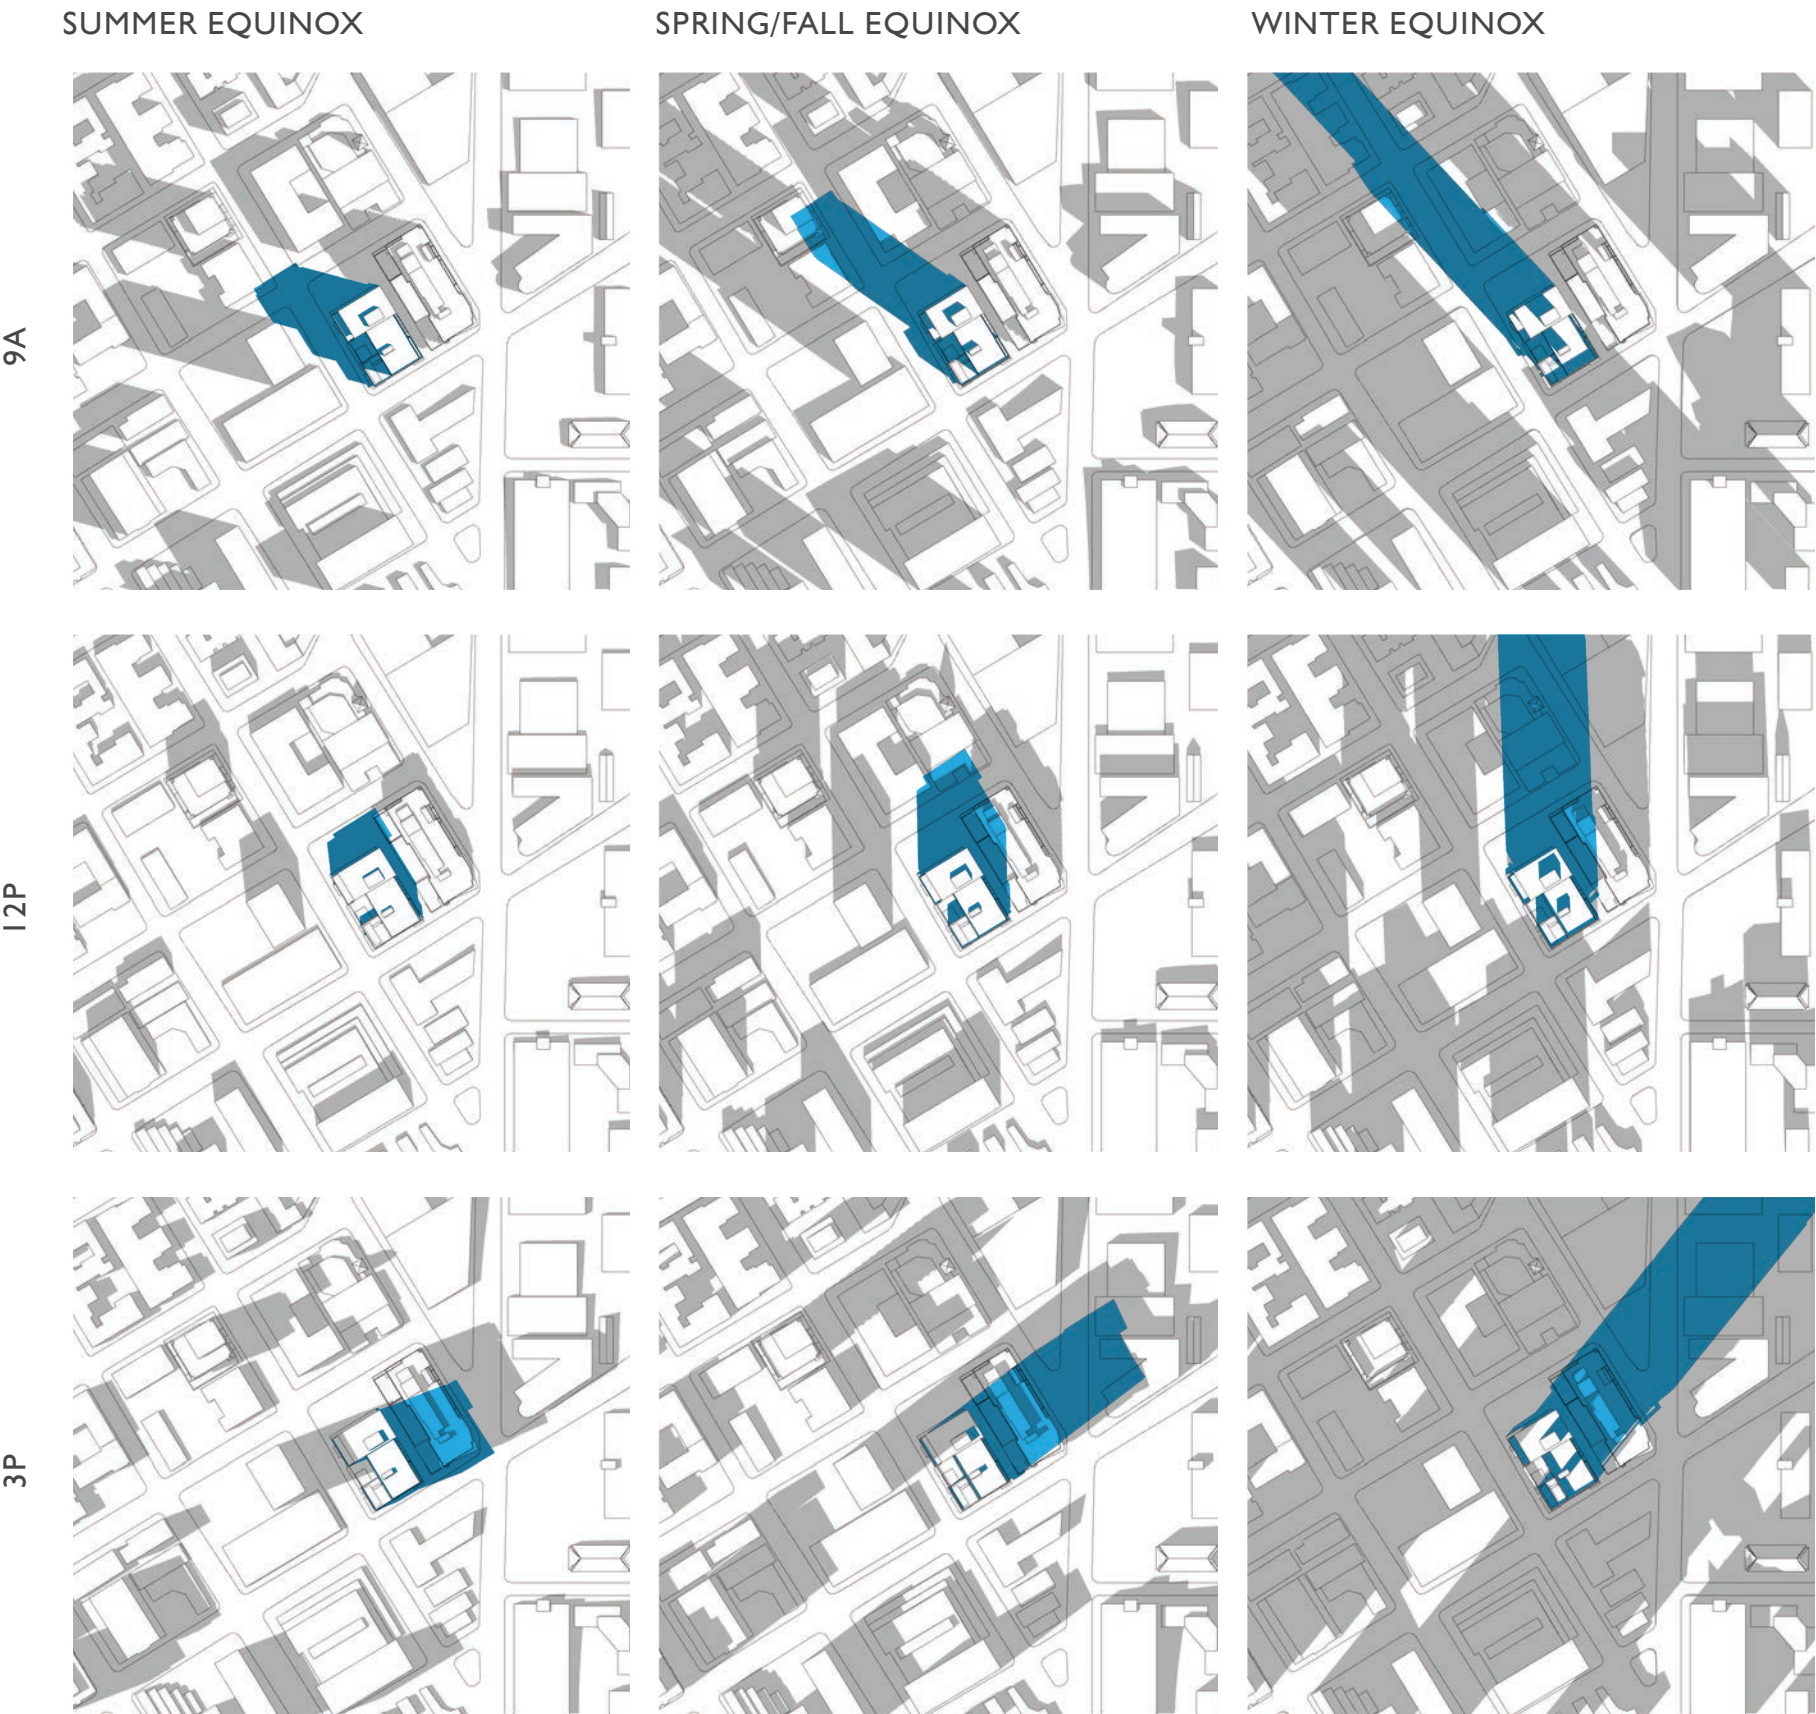 SUMMER EQUINOX
SPRING/FALL EQUINOX
WINTER EQUINOX
9A
12P
3P